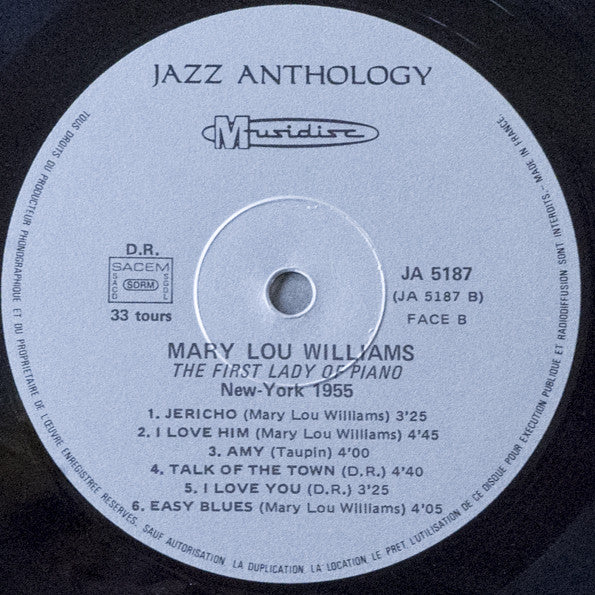 JAZZ ANTHOLOGY
Musidisc
D.R.
SACEM
SACD
SDRM
SGDL
33 tours
JA 5187
(JA 5187 B)
FACE B
MARY LOU WILLIAMS
THE FIRST LADY OF PIANO
New-York 1955
1. JERICHO (Mary Lou Williams) 3'25
2. I LOVE HIM (Mary Lou Williams) 4'45
3. AMY (Taupin) 4'00
4. TALK OF THE TOWN (D.R.) 4'40
5. I LOVE YOU (D.R.) 3'25
6. EASY BLUES (Mary Lou Williams) 4'05
TOUS DROITS DU PRODUCTEUR PHONOGRAPHIQUE ET DU PROPRIETAIRE DE L'ŒUVRE ENREGISTREE RESERVES. SAUF AUTORISATION, LA DUPLICATION, LA LOCATION, LE PRET, L'UTILISATION DE CE DISQUE POUR EXECUTION PUBLIQUE ET RADIODIFFUSION SONT INTERDITS. - MADE IN FRANCE